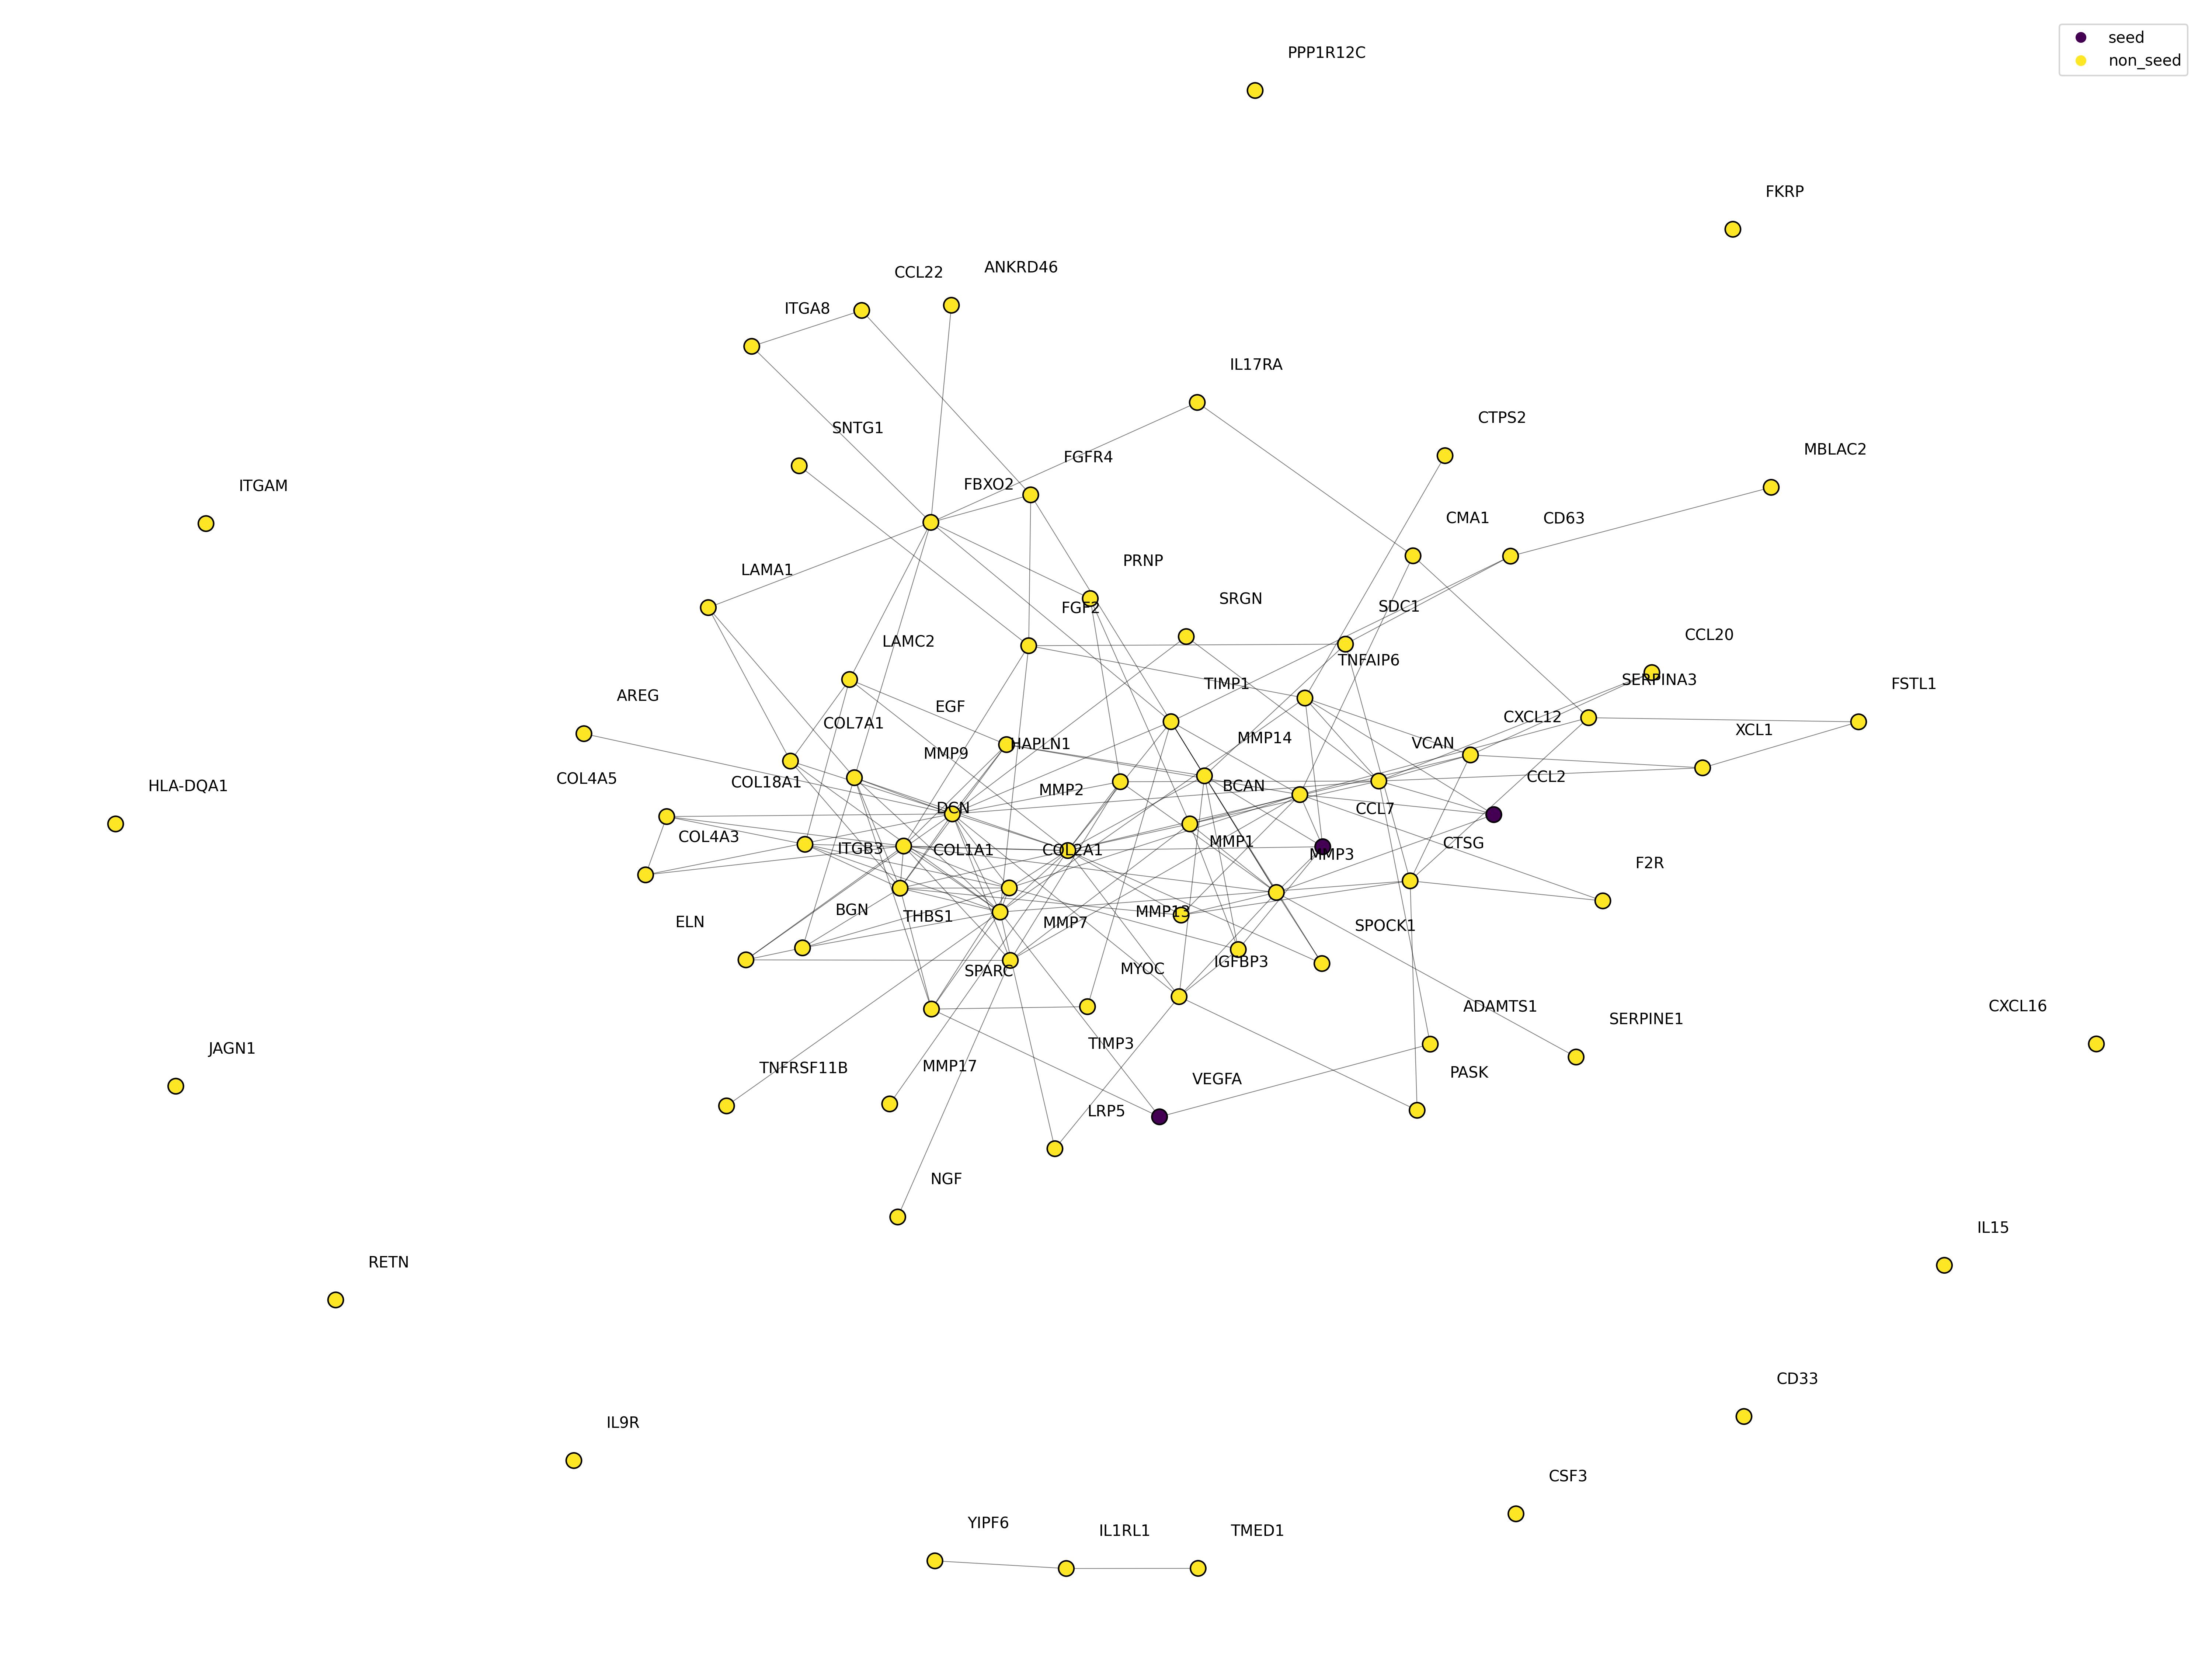 PPP1R12C
seed
non_seed
FKRP
CCL22
ANKRD46
ITGA8
IL17RA
CTPS2
SNTG1
FGFR4
MBLAC2
FBXO2
ITGAM
CMA1
CD63
PRNP
LAMA1
SRGN
FGF2
SDC1
CCL20
LAMC2
TNFAIP6
SERPINA3
TIMP1
FSTL1
AREG
EGF
CXCL12
COL7A1
XCL1
MMP14
HAPLN1
VCAN
MMP9
CCL2
COL4A5
COL18A1
HLA-DQA1
BCAN
MMP2
DCN
CCL7
COL4A3
MMP1
CTSG
ITGB3
COL1A1
COL2A1
MMP3
F2R
BGN
MMP13
THBS1
ELN
MMP7
SPOCK1
IGFBP3
MYOC
SPARC
ADAMTS1
CXCL16
SERPINE1
TIMP3
JAGN1
MMP17
TNFRSF11B
PASK
VEGFA
LRP5
NGF
IL15
RETN
CD33
IL9R
CSF3
YIPF6
IL1RL1
TMED1